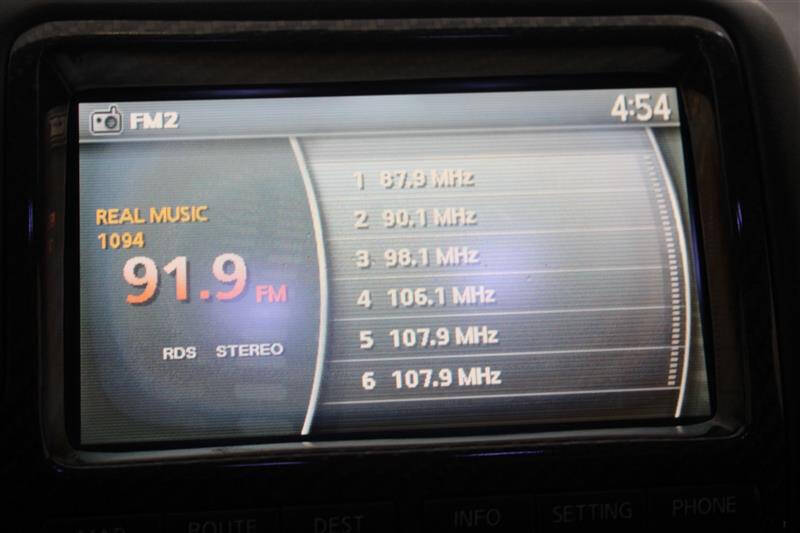 FM2 4:54
REAL MUSIC
1094
91.9 FM
RDS STEREO
1 87.9 MHz
2 90.1 MHz
3 98.1 MHz
4 106.1 MHz
5 107.9 MHz
6 107.9 MHz
ROUTE DEST INFO SETTING PHONE